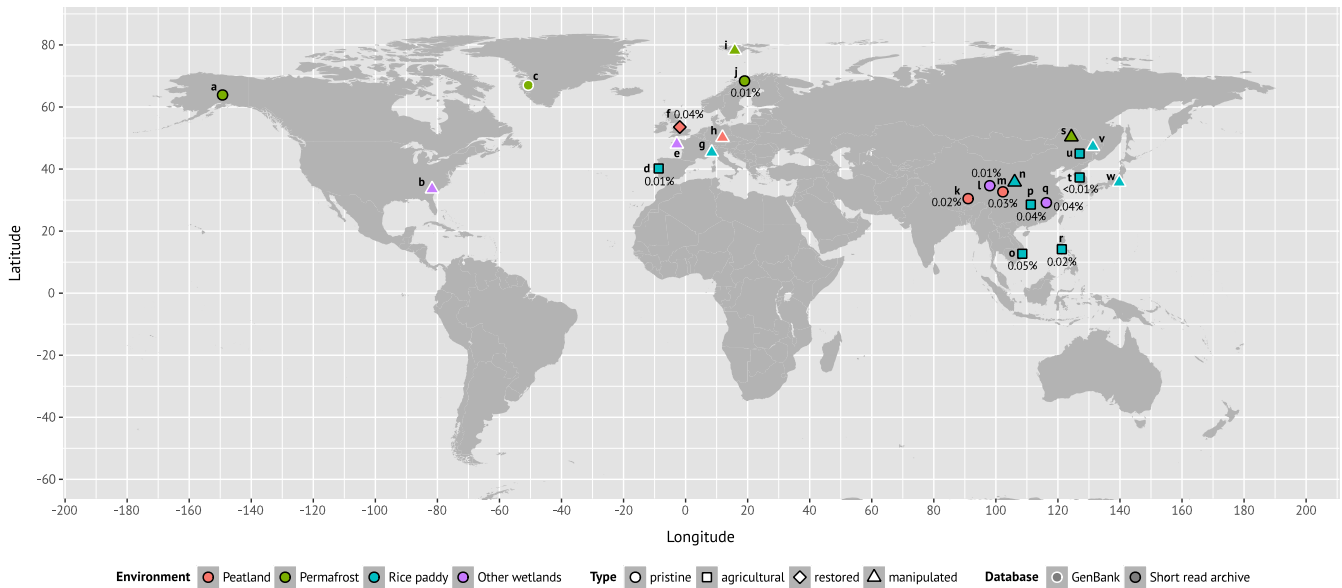 80
60
40
20
0
-20
-40
-60
Latitude
i
c
j
a
0.01%
f 0.04%
h
s
v
g
e
u
b
d
0.01%
0.01%
l
m
n
t
<0.01%
w
k
0.02%
0.03%
p
q
0.04%
0.04%
r
o
0.05%
0.02%
-200 -180 -160 -140 -120 -100 -80 -60 -40 -20 0 20 40 60 80 100 120 140 160 180 200
Longitude
Environment Peatland Permafrost Rice paddy Other wetlands Type pristine agricultural restored manipulated Database GenBank Short read archive